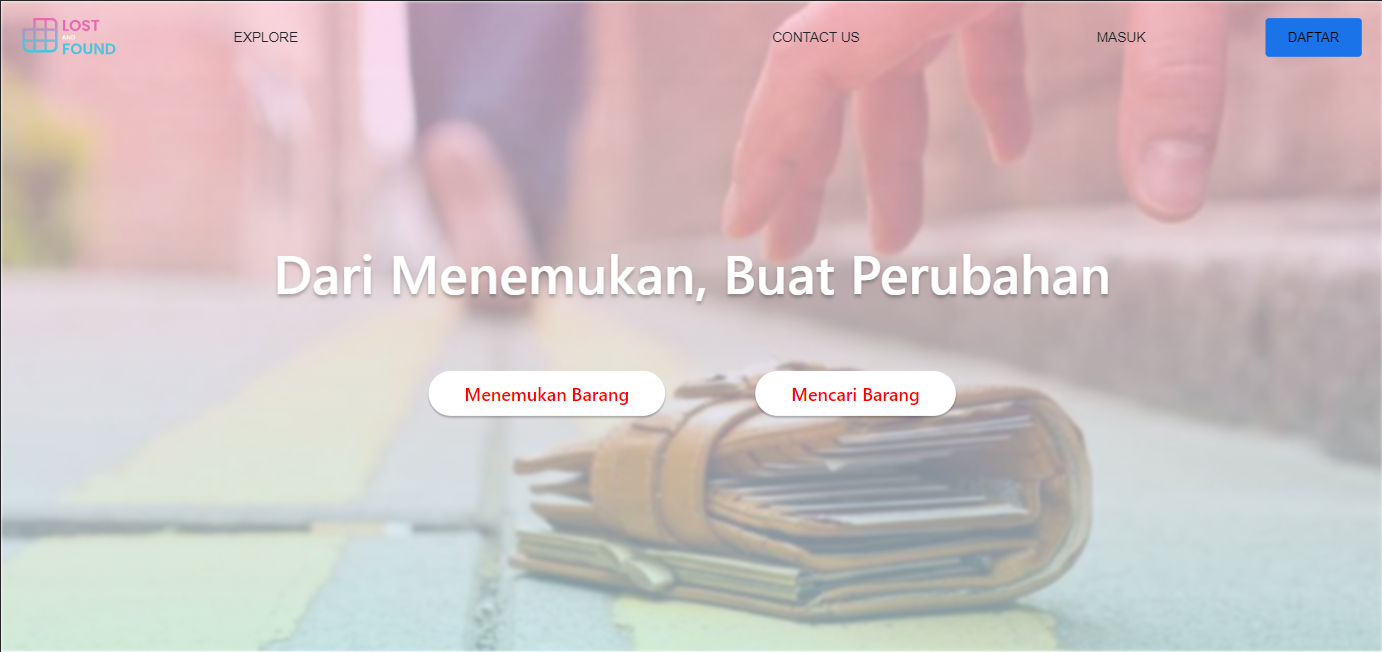 LOST
AND
FOUND
EXPLORE
CONTACT US
MASUK
DAFTAR
Dari Menemukan, Buat Perubahan
Menemukan Barang
Mencari Barang